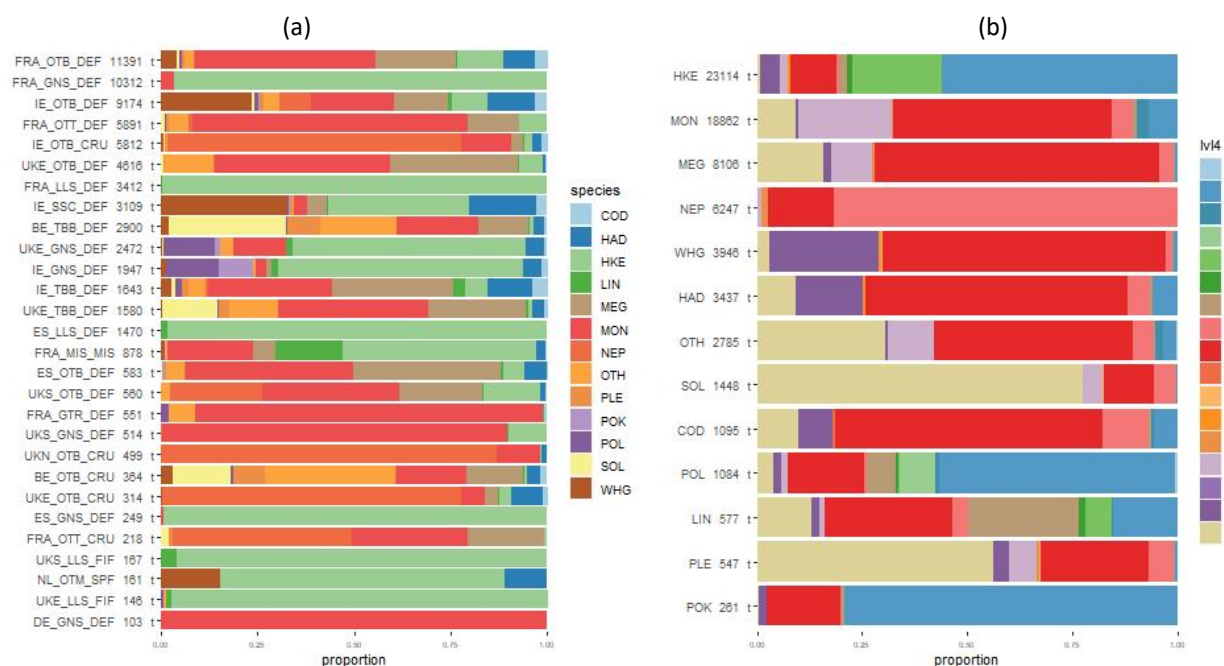 (a)
(b)
FRA_OTB_DEF 11391 t
FRA_GNS_DEF 10312 t
IE_OTB_DEF 9174 t
FRA_OTT_DEF 5891 t
IE_OTB_CRU 5812 t
UKE_OTB_DEF 4616 t
FRA_LLS_DEF 3412 t
IE_SSC_DEF 3109 t
BE_TBB_DEF 2900 t
UKE_GNS_DEF 2472 t
IE_GNS_DEF 1947 t
IE_TBB_DEF 1643 t
UKE_TBB_DEF 1580 t
ES_LLS_DEF 1470 t
FRA_MIS_MIS 878 t
ES_OTB_DEF 583 t
UKS_OTB_DEF 560 t
FRA_GTR_DEF 551 t
UKS_GNS_DEF 514 t
UKN_OTB_CRU 499 t
BE_OTB_CRU 364 t
UKE_OTB_CRU 314 t
ES_GNS_DEF 249 t
FRA_OTT_CRU 218 t
UKS_LLS_FIF 167 t
NL_OTM_SPF 161 t
UKE_LLS_FIF 146 t
DE_GNS_DEF 103 t
0.00 0.25 0.50 0.75 1.00
proportion
species
COD
HAD
HKE
LIN
MEG
MON
NEP
OTH
PLE
POK
POL
SOL
WHG
HKE 23114 t
MON 18862 t
MEG 8106 t
NEP 6247 t
WHG 3946 t
HAD 3437 t
OTH 2785 t
SOL 1448 t
COD 1095 t
POL 1084 t
LIN 577 t
PLE 547 t
POK 261 t
0.00 0.25 0.50 0.75 1.00
proportion
lvl4